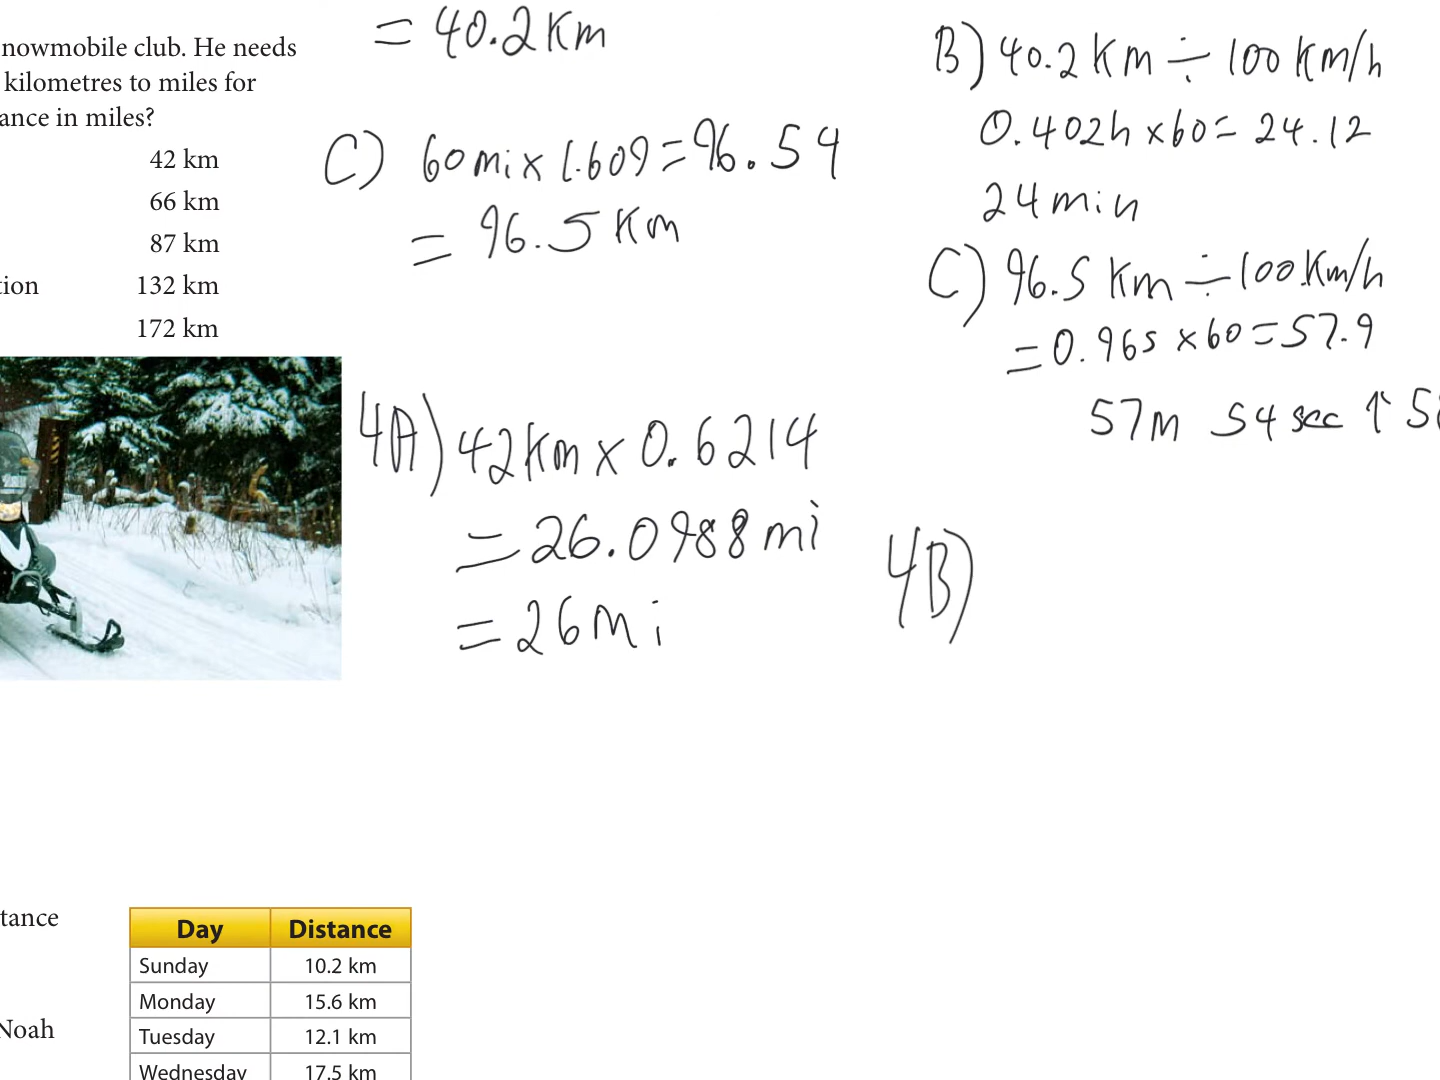 nowmobile club. He needs
kilometres to miles for
ance in miles?
42 km
66 km
87 km
tion 132 km
172 km
= 40.2 Km
C) 60mi x 1.609 = 96.54
= 96.5 Km
4A) 42 Km x 0.6214
= 26.0988 mi
= 26 Mi
B) 40.2 Km ÷ 100 Km/h
0.402h x 60 = 24.12
24 min
C) 96.5 Km ÷ 100 Km/h
= 0.965 x 60 = 57.9
57m 54 sec ↑
4B)
tance
Noah
Day Distance
Sunday 10.2 km
Monday 15.6 km
Tuesday 12.1 km
Wednesday 17.5 km